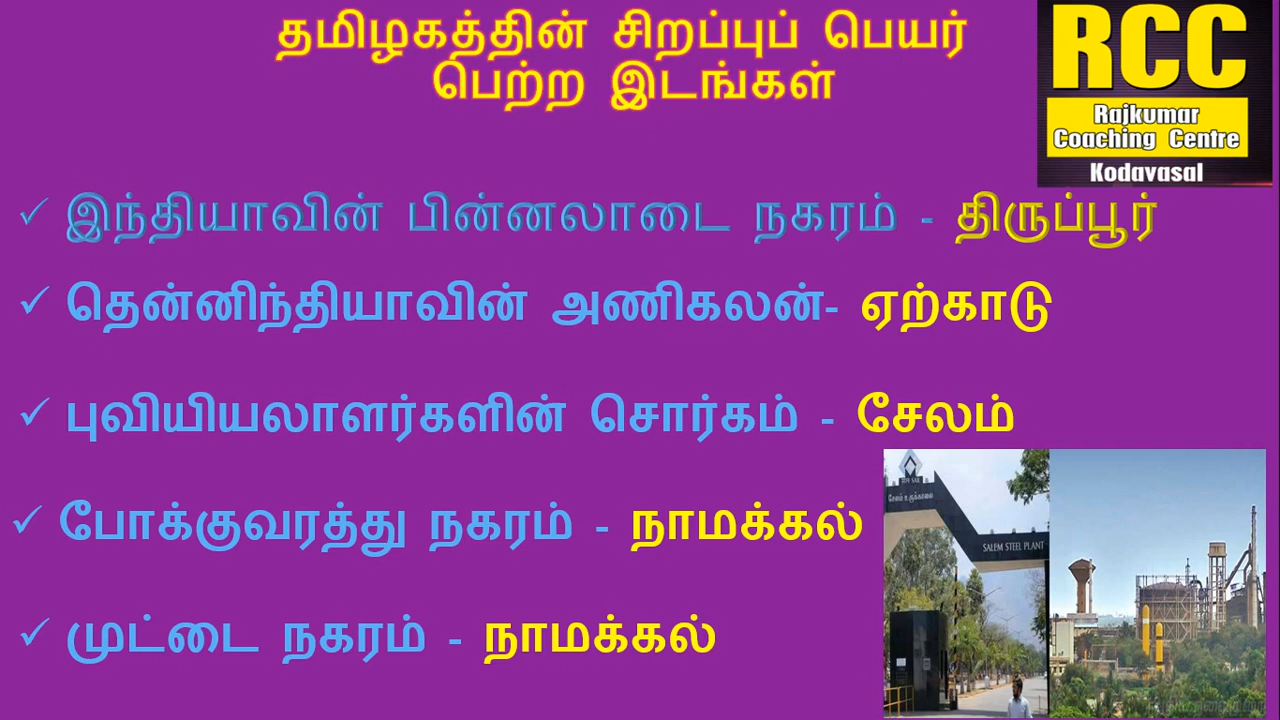 தமிழகத்தின் சிறப்புப் பெயர்
பெற்ற இடங்கள்
RCC
Rajkumar
Coaching Centre
Kodavasal
இந்தியாவின் பின்னலாடை நகரம் - திருப்பூர்
தென்னிந்தியாவின் அணிகலன்- ஏற்காடு
புவியியலாளர்களின் சொர்கம் - சேலம்
போக்குவரத்து நகரம் - நாமக்கல்
முட்டை நகரம் - நாமக்கல்
SALEM STEEL PLANT